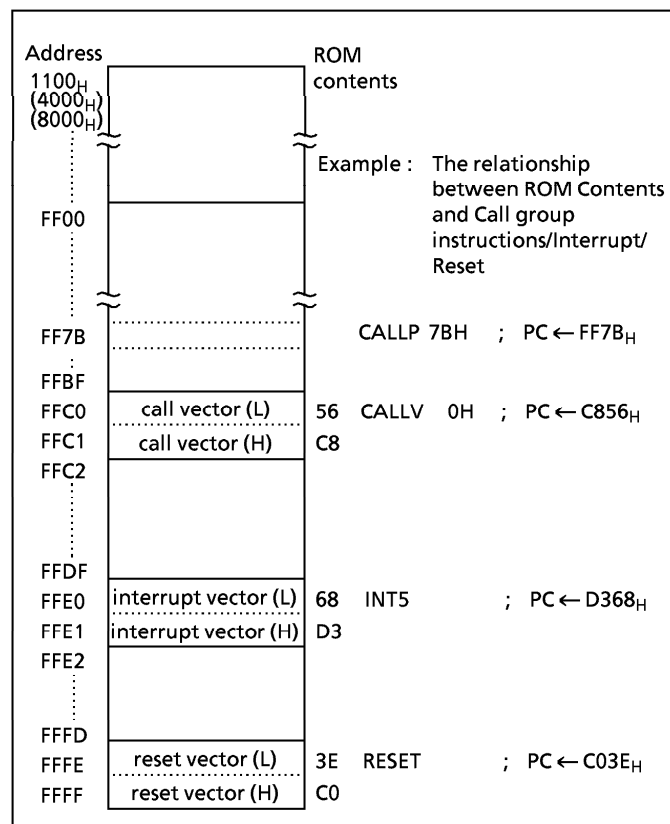 Address
ROM contents
1100H
(4000H)
(8000H)
Example : The relationship
between ROM Contents
and Call group
instructions/Interrupt/
Reset
FF00
FF7B CALLP 7BH ; PC ← FF7BH
FFBF
FFC0 call vector (L) 56 CALLV 0H ; PC ← C856H
FFC1 call vector (H) C8
FFC2
FFDF
FFE0 interrupt vector (L) 68 INT5 ; PC ← D368H
FFE1 interrupt vector (H) D3
FFE2
FFFD
FFFE reset vector (L) 3E RESET ; PC ← C03EH
FFFF reset vector (H) C0